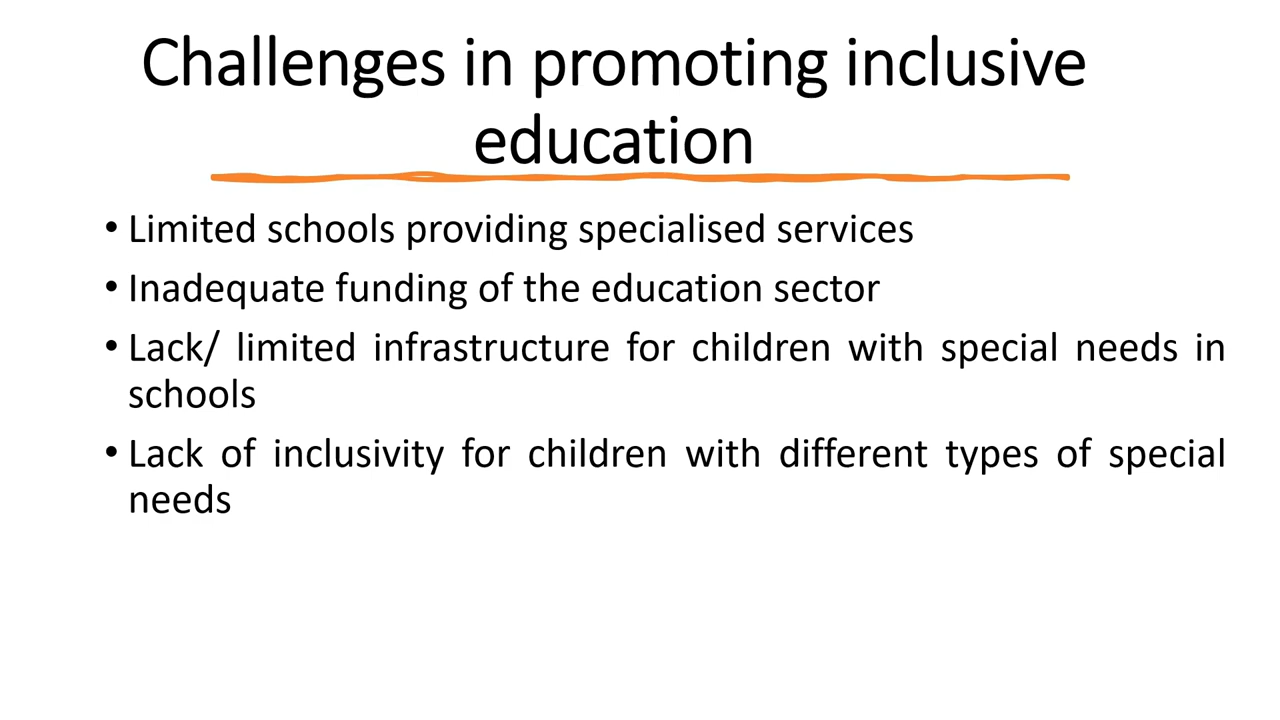 Challenges in promoting inclusive
education
• Limited schools providing specialised services
• Inadequate funding of the education sector
• Lack/ limited infrastructure for children with special needs in
schools
• Lack of inclusivity for children with different types of special
needs